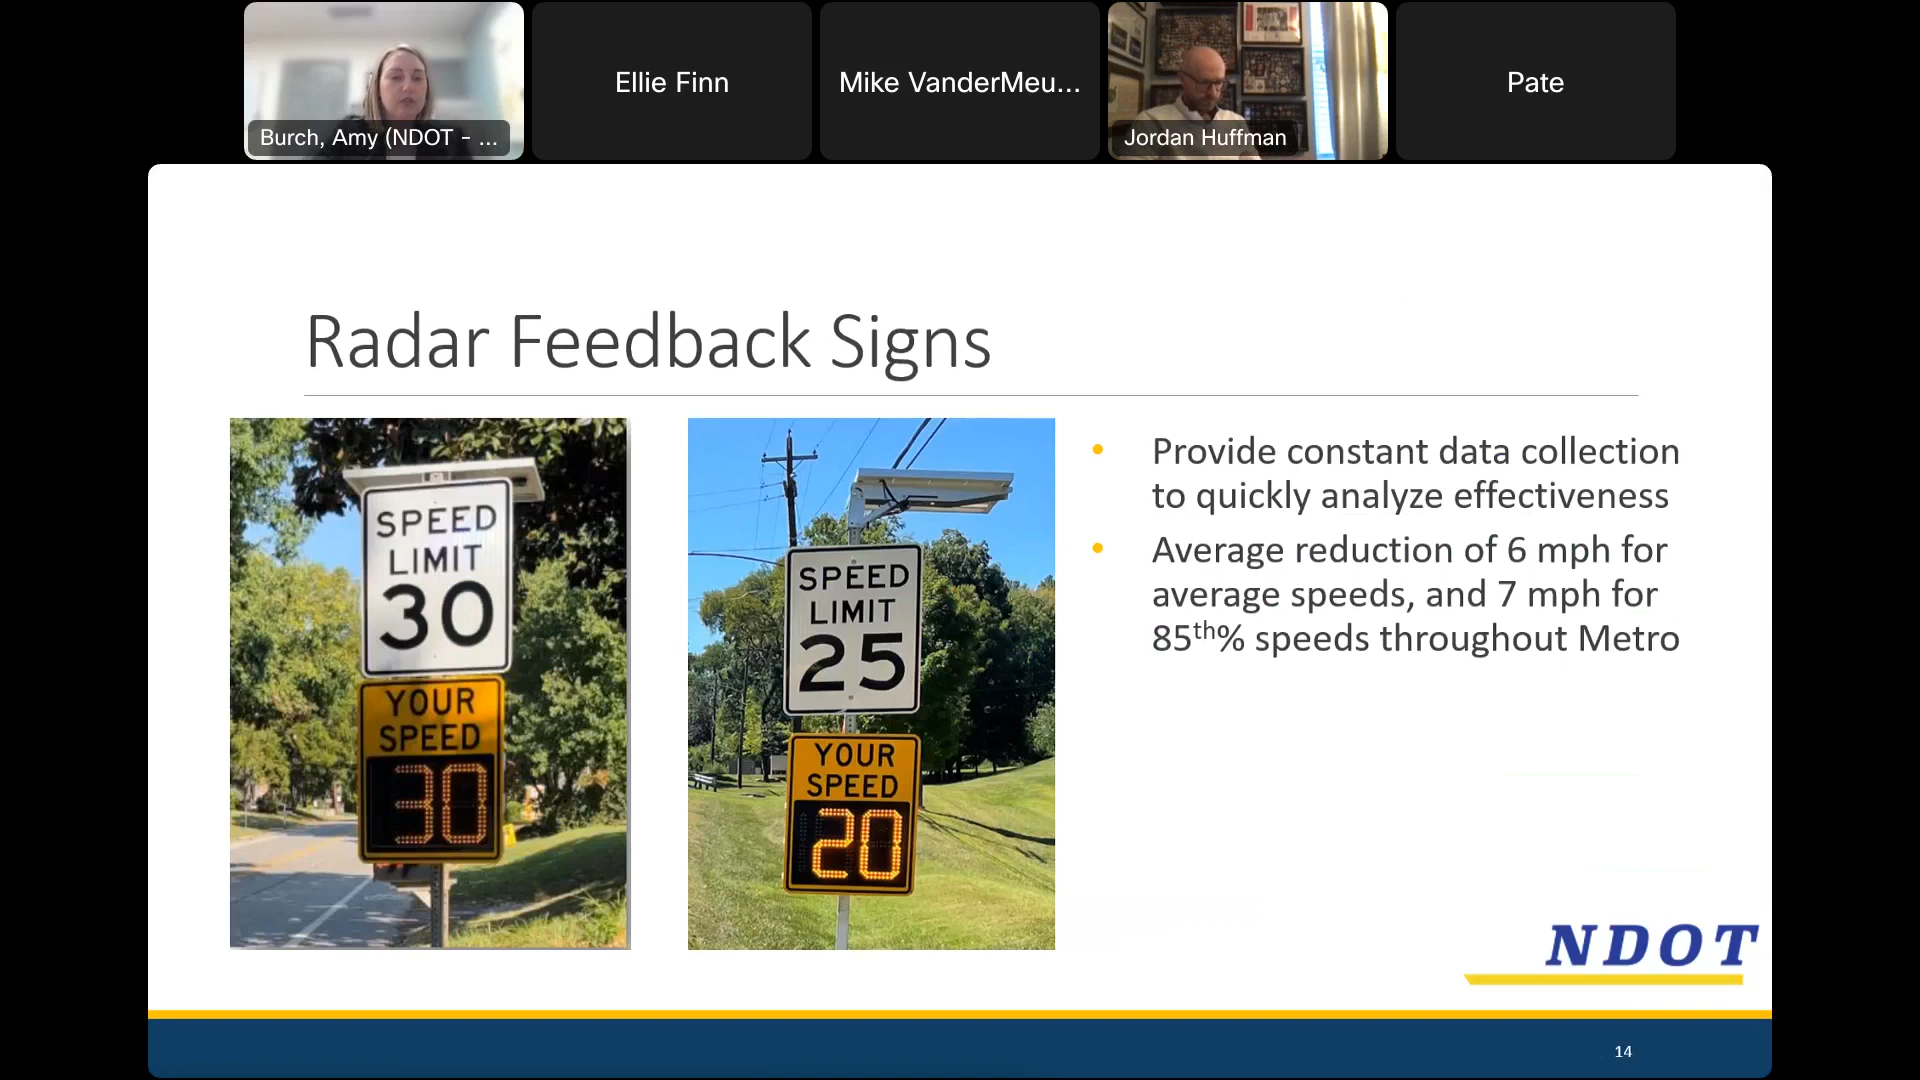 Burch, Amy (NDOT - ...
Ellie Finn
Mike VanderMeu...
Jordan Huffman
Pate
Radar Feedback Signs
SPEED
LIMIT
30
YOUR
SPEED
30
SPEED
LIMIT
25
YOUR
SPEED
20
• Provide constant data collection
to quickly analyze effectiveness
• Average reduction of 6 mph for
average speeds, and 7 mph for
85th% speeds throughout Metro
NDOT
14